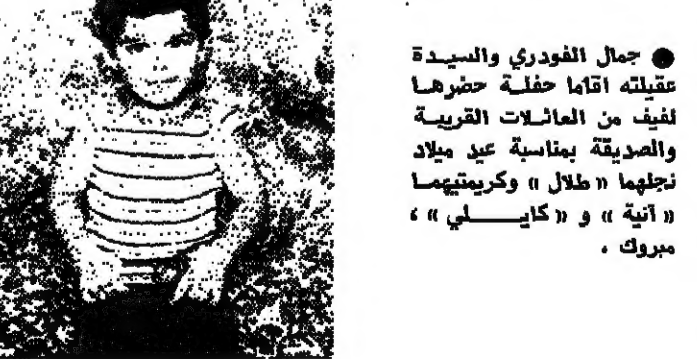 ● جمال الفودري والسيدة
عقيلته اقاما حفلة حضرها
لفيف من العائلات القريبة
والصديقة بمناسبة عيد ميلاد
نجلهما « طلال » وكريمتيهما
« آنية » و « كايلي » ،
مبروك .